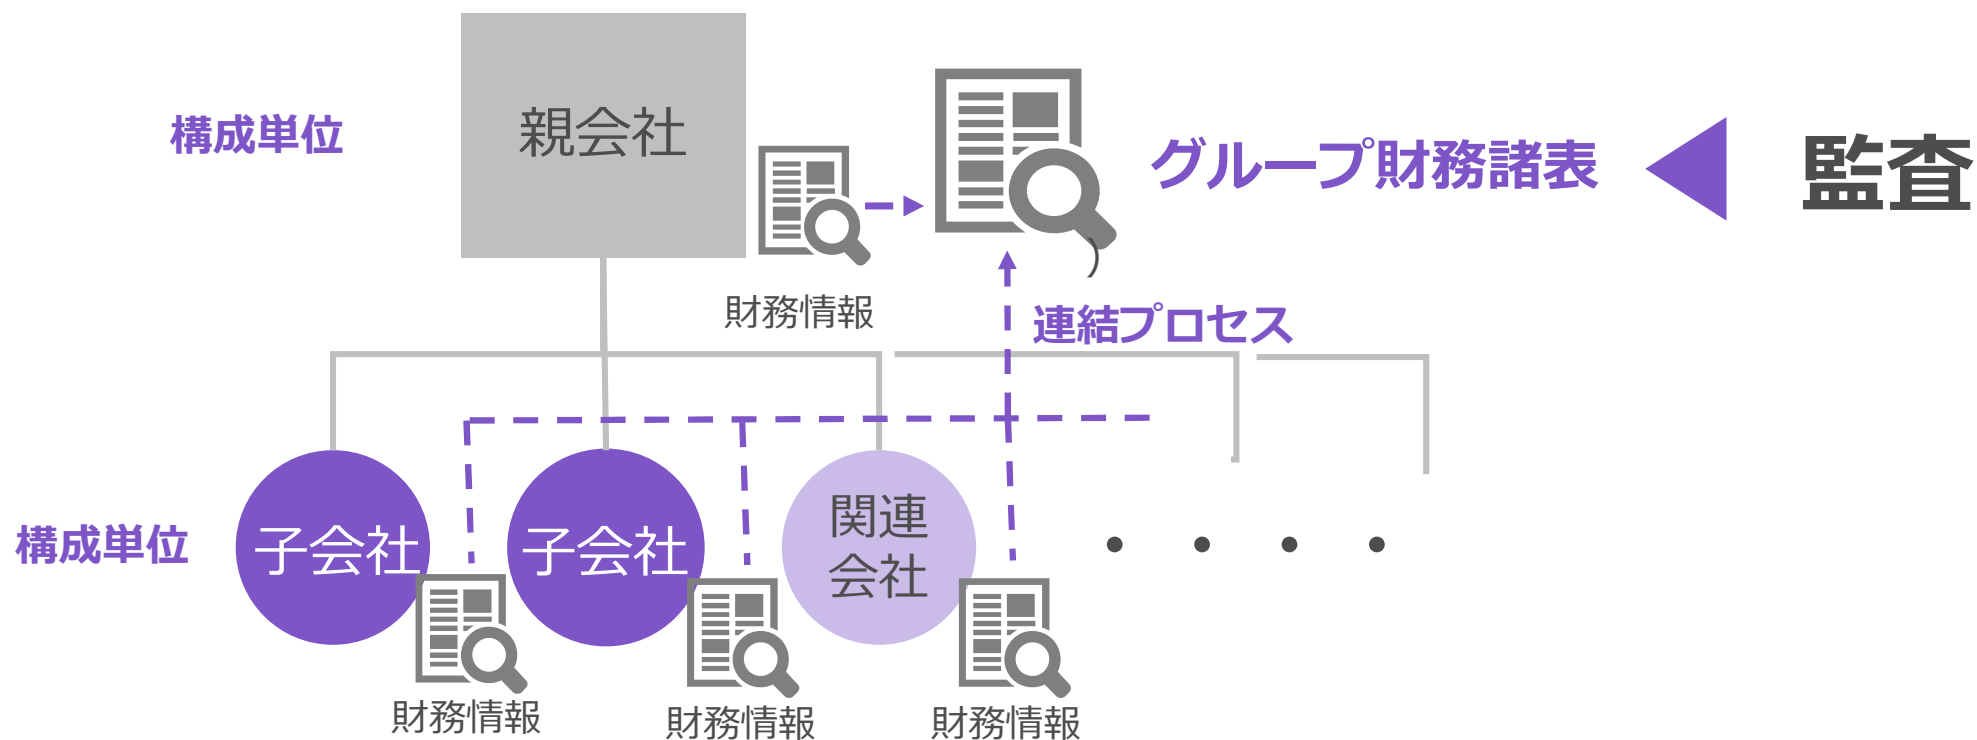 構成単位
親会社
グループ財務諸表
監査
)
財務情報
連結プロセス
構成単位
子会社
子会社
関連
会社
・・・・
財務情報
財務情報
財務情報